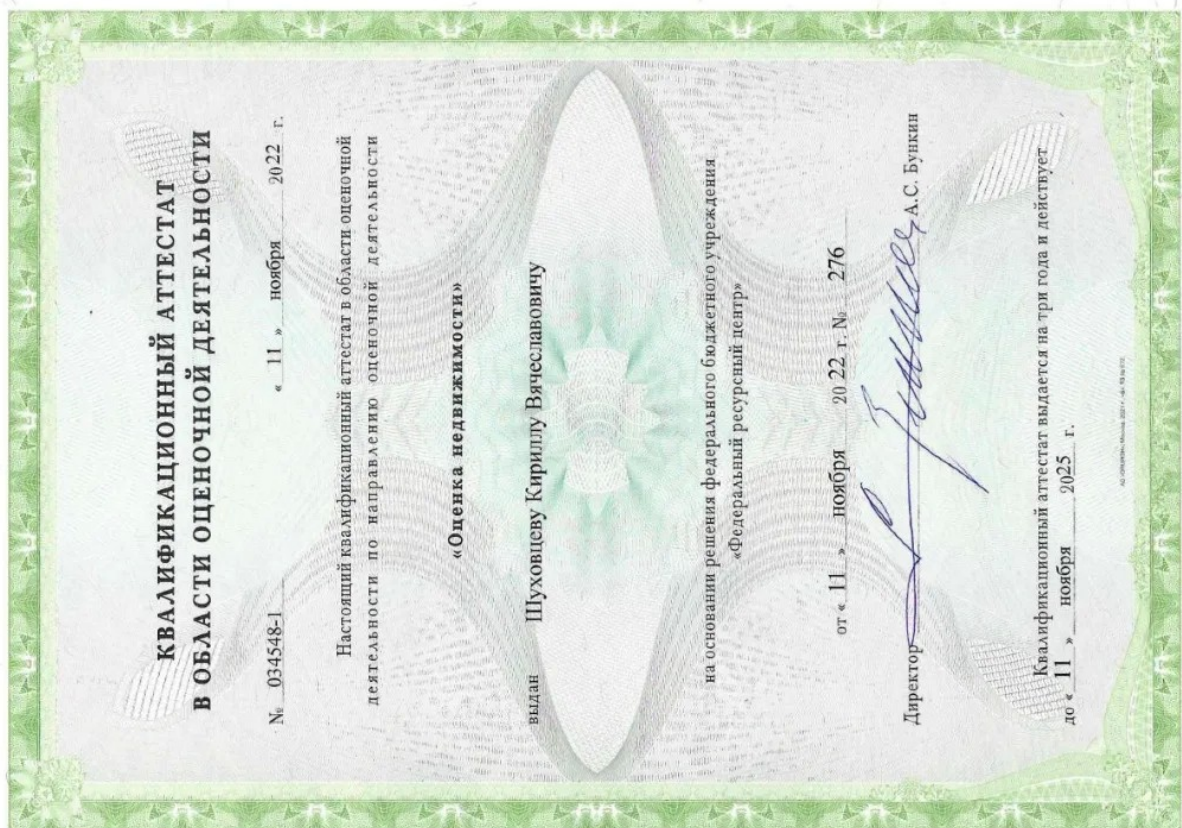 КВАЛИФИКАЦИОННЫЙ АТТЕСТАТ
В ОБЛАСТИ ОЦЕНОЧНОЙ ДЕЯТЕЛЬНОСТИ
№ 034548-1 « 11 » ноября 2022 г.
Настоящий квалификационный аттестат в области оценочной
деятельности по направлению оценочной деятельности
«Оценка недвижимости»
выдан Шуховцеву Кириллу Вячеславовичу
на основании решения федерального бюджетного учреждения
«Федеральный ресурсный центр»
от « 11 » ноября 20 22 г. № 276
Директор А.С. Бункин
Квалификационный аттестат выдается на три года и действует
до « 11 » ноября 2025 г.